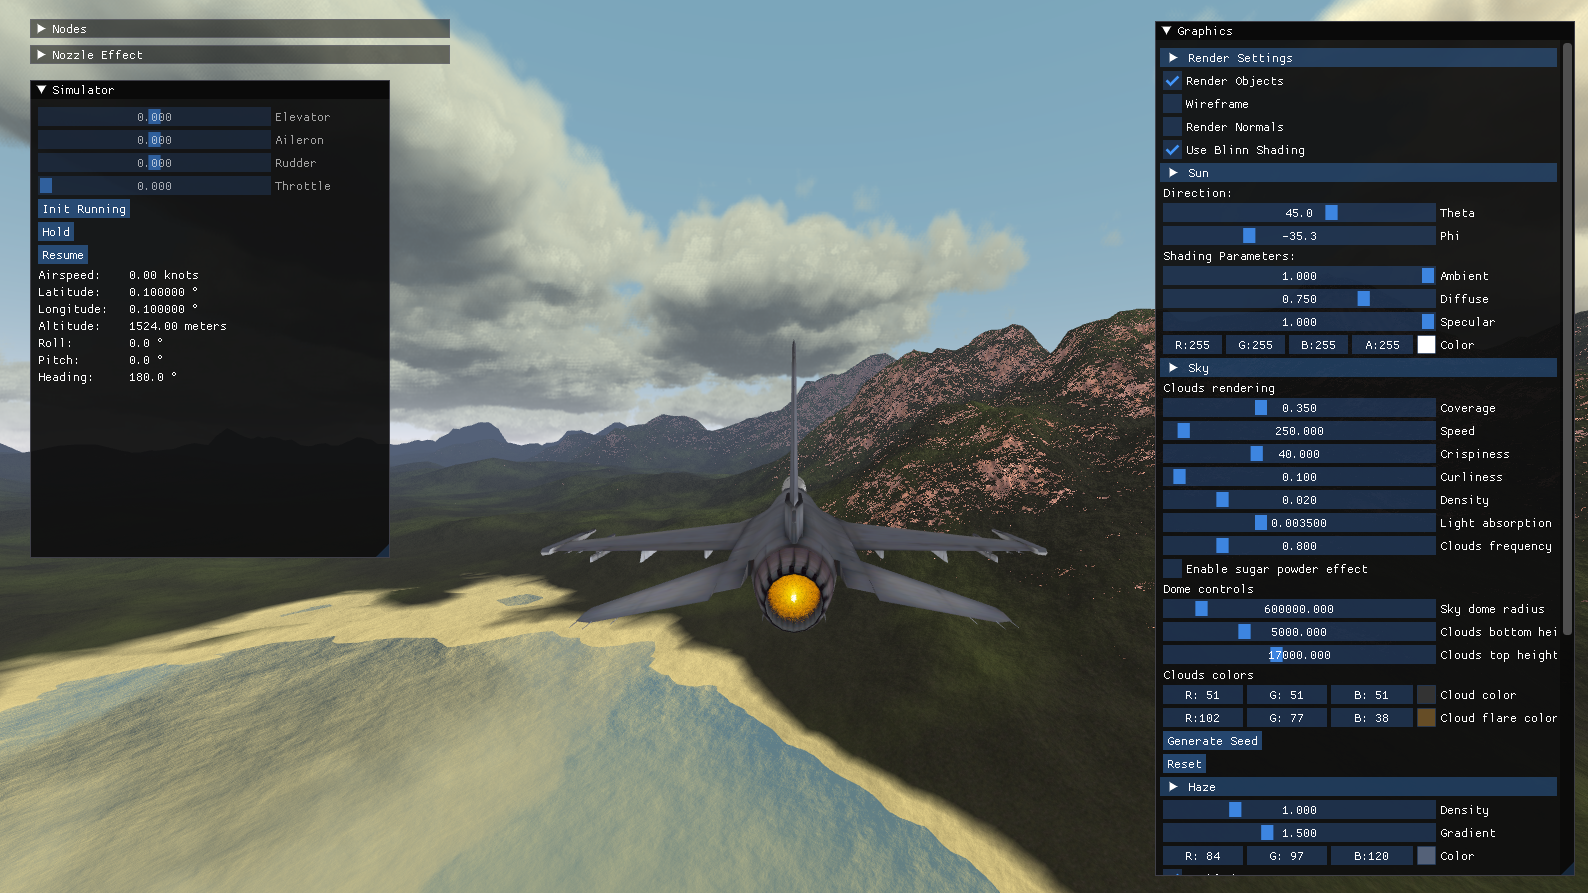 Nodes
Nozzle Effect
Simulator
0.000 Elevator
0.000 Aileron
0.000 Rudder
0.000 Throttle
Init Running
Hold
Resume
Airspeed: 0.00 knots
Latitude: 0.100000 °
Longitude: 0.100000 °
Altitude: 1524.00 meters
Roll: 0.0 °
Pitch: 0.0 °
Heading: 180.0 °
Graphics
Render Settings
Render Objects
Wireframe
Render Normals
Use Blinn Shading
Sun
Direction:
45.0 Theta
-35.3 Phi
Shading Parameters:
1.000 Ambient
0.750 Diffuse
1.000 Specular
R:255 G:255 B:255 A:255 Color
Sky
Clouds rendering
0.350 Coverage
250.000 Speed
40.000 Crispiness
0.100 Curliness
0.020 Density
0.003500 Light absorption
0.800 Clouds frequency
Enable sugar powder effect
Dome controls
600000.000 Sky dome radius
5000.000 Clouds bottom hei
17000.000 Clouds top height
Clouds colors
R: 51 G: 51 B: 51 Cloud color
R:102 G: 77 B: 38 Cloud flare color
Generate Seed
Reset
Haze
1.000 Density
1.500 Gradient
R: 84 G: 97 B:120 Color